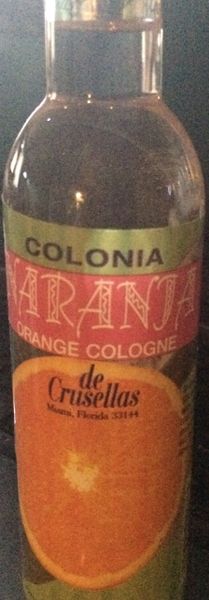 COLONIA
NARANJA
ORANGE COLOGNE
de
Crusellas
Miami, Florida 33144